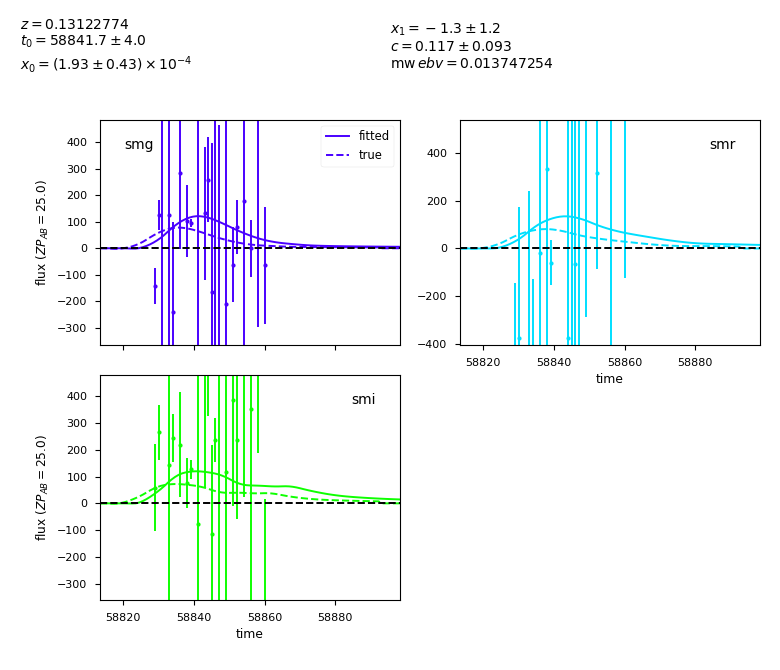 z = 0.13122774
t₀ = 58841.7 ± 4.0
x₀ = (1.93 ± 0.43) × 10⁻⁴
x₁ = −1.3 ± 1.2
c = 0.117 ± 0.093
mw ebv = 0.013747254
smg
fitted
true
400
300
200
100
0
−100
−200
−300
flux (ZP_AB = 25.0)
smr
400
200
0
−200
−400
58820 58840 58860 58880
time
smi
400
300
200
100
0
−100
−200
−300
flux (ZP_AB = 25.0)
58820 58840 58860 58880
time